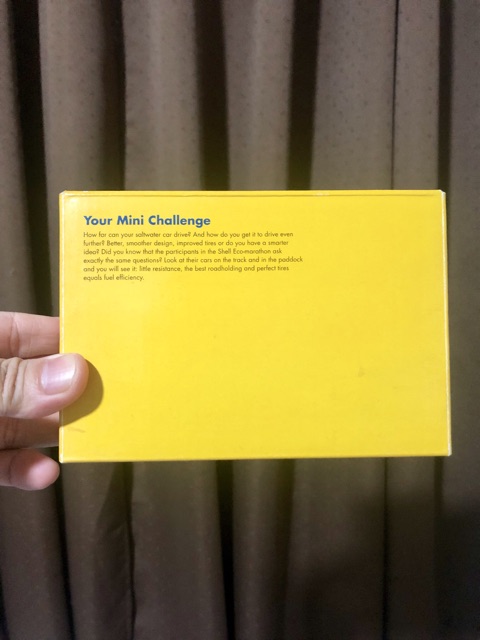 Your Mini Challenge
How far can your saltwater car drive? And how do you get it to drive even
further? Better, smoother design, improved tires or do you have a smarter
idea? Did you know that the participants in the Shell Eco-marathon ask
exactly the same questions? Look at their cars on the track and in the paddock
and you will see it: little resistance, the best roadholding and perfect tires
equals fuel efficiency.